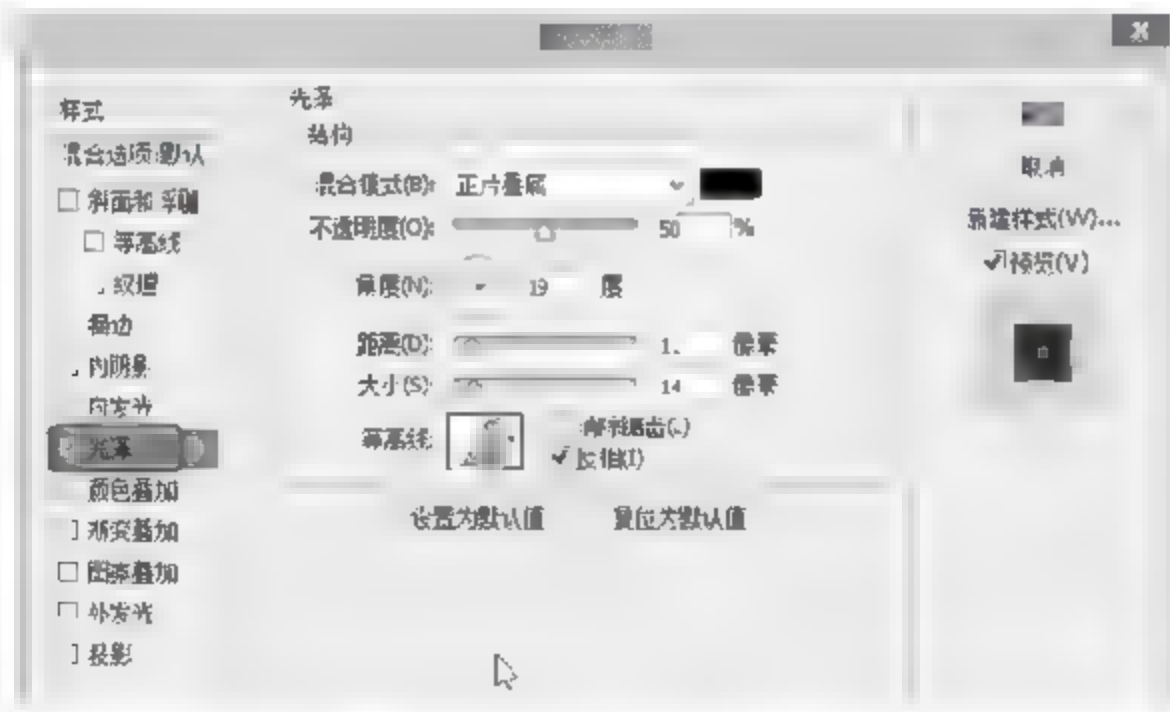 样式
混合选项:默认
斜面和浮雕
等高线
纹理
描边
内阴影
内发光
光泽
颜色叠加
渐变叠加
图案叠加
外发光
投影
光泽
结构
混合模式(B): 正片叠底
不透明度(O): 50 %
角度(N): 19 度
距离(D): 像素
大小(S): 14 像素
等高线:
消除锯齿(L)
反相(I)
设置为默认值 复位为默认值
取消
新建样式(W)...
预览(V)